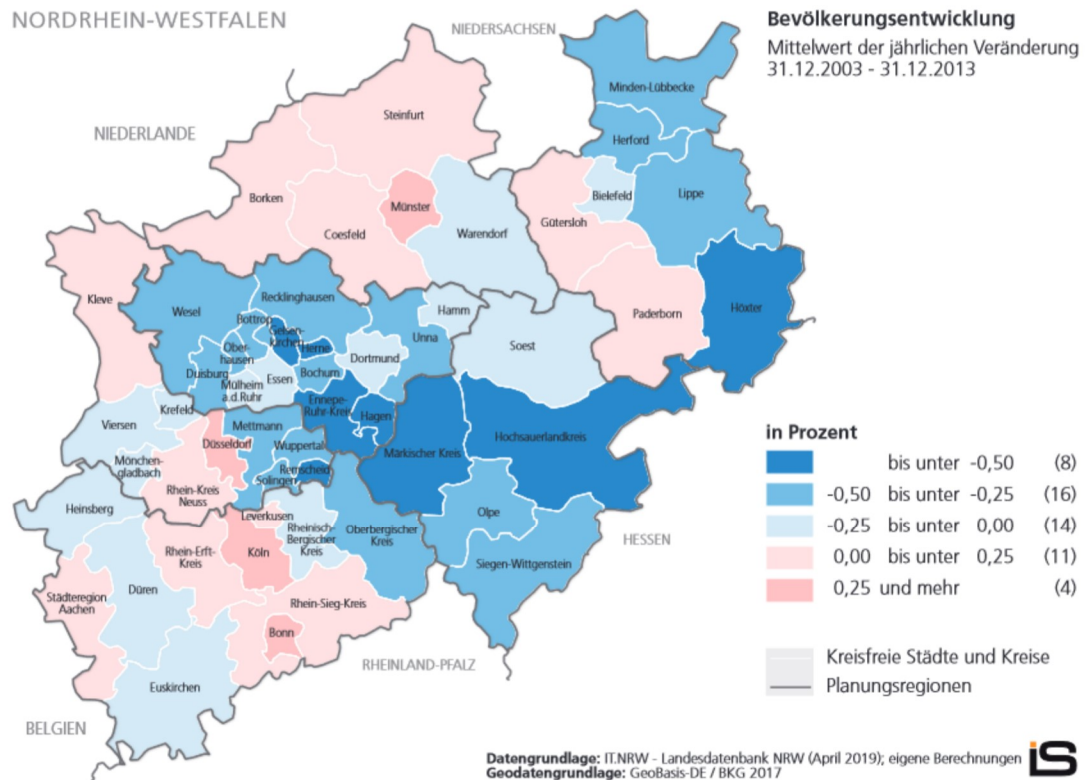 NORDRHEIN-WESTFALEN
NIEDERSACHSEN
Bevölkerungsentwicklung
Mittelwert der jährlichen Veränderung
31.12.2003 - 31.12.2013
NIEDERLANDE
Minden-Lübbecke
Steinfurt
Herford
Bielefeld
Lippe
Borken
Münster
Coesfeld
Warendorf
Gütersloh
Kleve
Wesel
Recklinghausen
Hamm
Paderborn
Höxter
Bottrop
Gelsen-
kirchen
Herne
Unna
Soest
Ober-
hausen
Dortmund
Duisburg
Essen
Bochum
Mülheim
a.d.Ruhr
Ennepe-
Ruhr-Kreis
Hagen
Krefeld
Viersen
Mettmann
Düsseldorf
Wuppertal
Märkischer Kreis
Hochsauerlandkreis
Mönchen-
gladbach
Remscheid
Solingen
Rhein-Kreis
Neuss
Heinsberg
Leverkusen
Rheinisch-
Bergischer
Kreis
Oberbergischer
Kreis
Olpe
Rhein-Erft-
Kreis
Köln
Siegen-Wittgenstein
HESSEN
Städteregion
Aachen
Düren
Rhein-Sieg-Kreis
Bonn
RHEINLAND-PFALZ
Euskirchen
BELGIEN
in Prozent
bis unter -0,50 (8)
-0,50 bis unter -0,25 (16)
-0,25 bis unter 0,00 (14)
0,00 bis unter 0,25 (11)
0,25 und mehr (4)
Kreisfreie Städte und Kreise
Planungsregionen
Datengrundlage: IT.NRW - Landesdatenbank NRW (April 2019); eigene Berechnungen
Geodatengrundlage: GeoBasis-DE / BKG 2017
iS